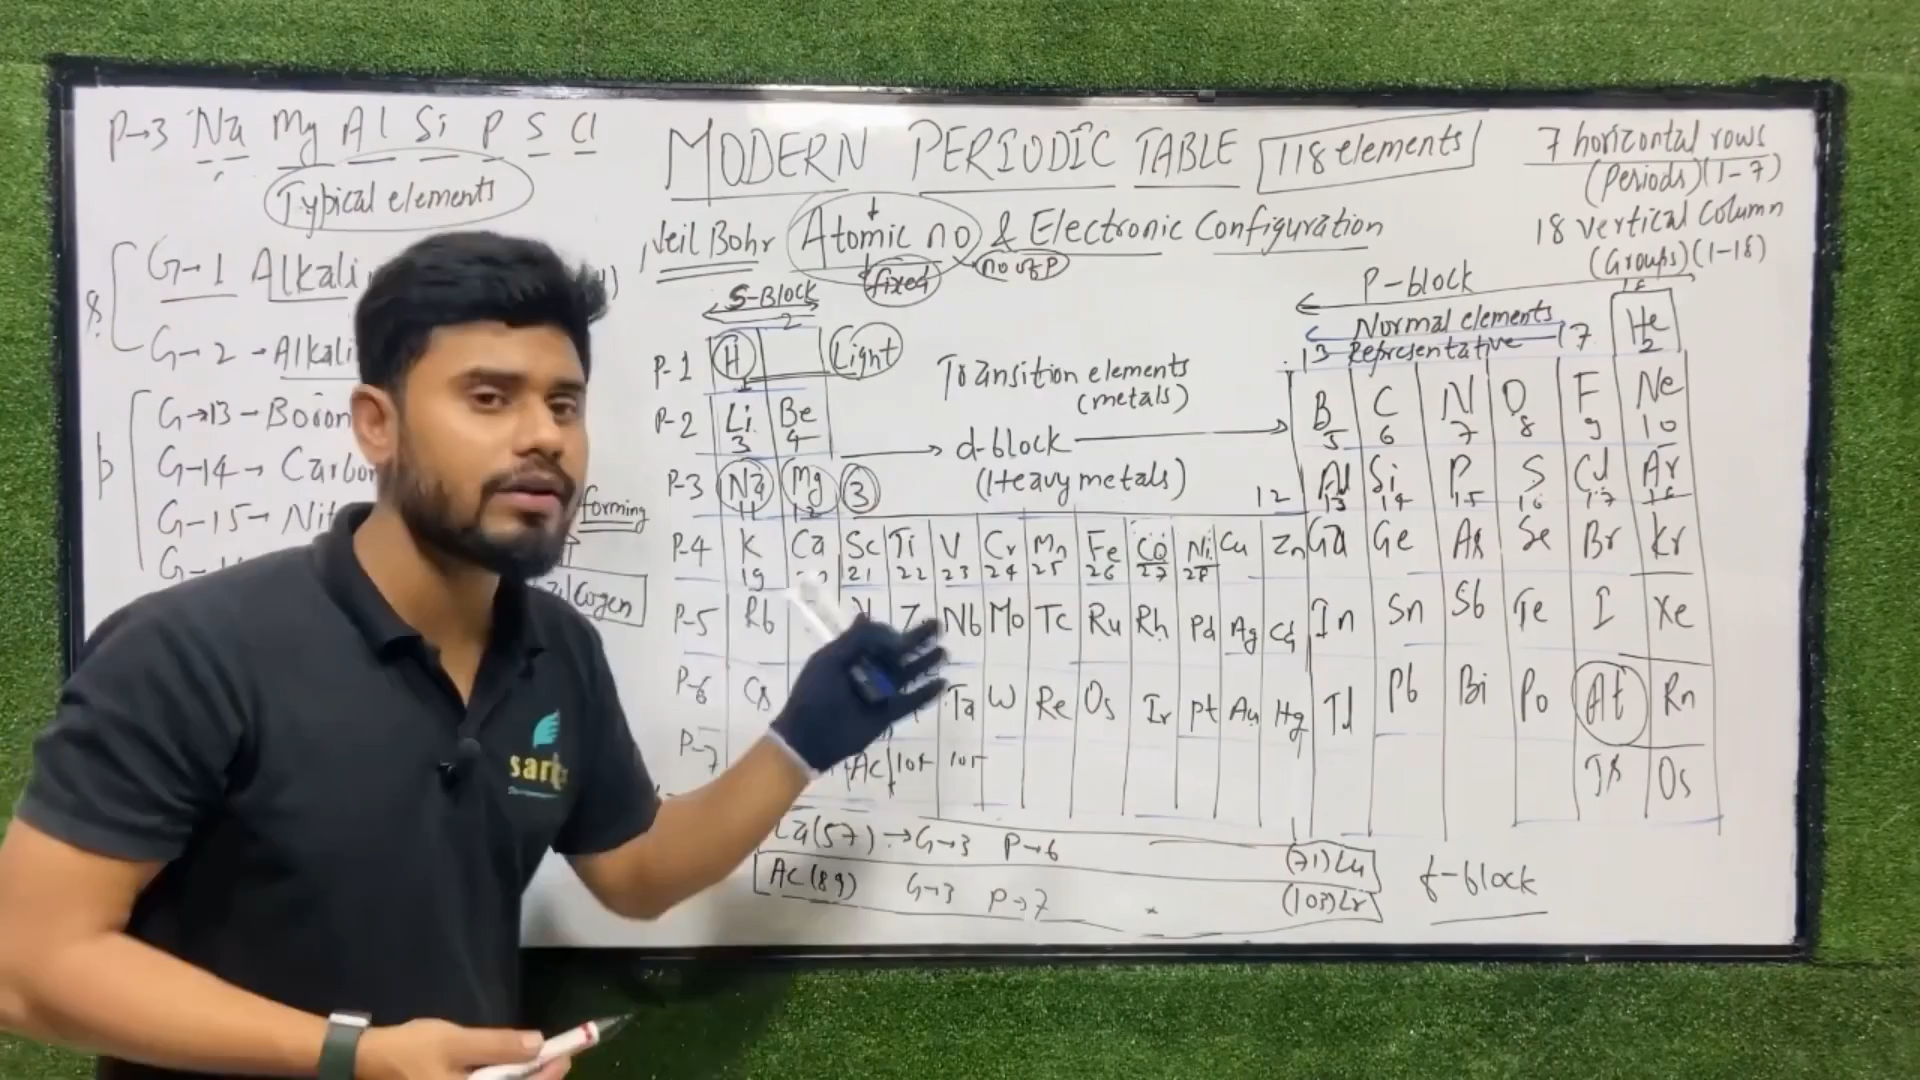 P→3 Na Mg Al Si P S Cl
Typical elements
G→1 Alkali
G→2 -Alkali
G→13-Boron
G-14→ Carbon
G-15→ Nit
forming
Cogen
MODERN PERIODIC TABLE 118 elements
Neil Bohr Atomic no & Electronic Configuration
fixed no of P
7 horizontal rows
(Periods)(1-7)
18 Vertical Column
(Groups)(1-18)
S-Block
2
P-block
Normal elements
13 Representative 17
18
P-1 H Light He
1 2
Transition elements
(metals)
P-2 Li Be B C N O F Ne
3 4 5 6 7 8 9 10
d-block
(Heavy metals)
P-3 Na Mg 3 12 Al Si P S Cl Ar
11 12 13 14 15 16 17 18
P-4 K Ca Sc Ti V Cr Mn Fe Co Ni Cu Zn Ga Ge As Se Br Kr
19 21 22 23 24 25 26 27 28
P-5 Rb Nb Mo Tc Ru Rh Pd Ag Cd In Sn Sb Te I Xe
P-6 Cs Ta W Re Os Ir Pt Au Hg Tl Pb Bi Po At Rn
P-7 Ac 104 105 Ts Os
La(57) →G→3 P→6 (71)Lu
Ac(89) G→3 P→7 (103)Lr
f-block